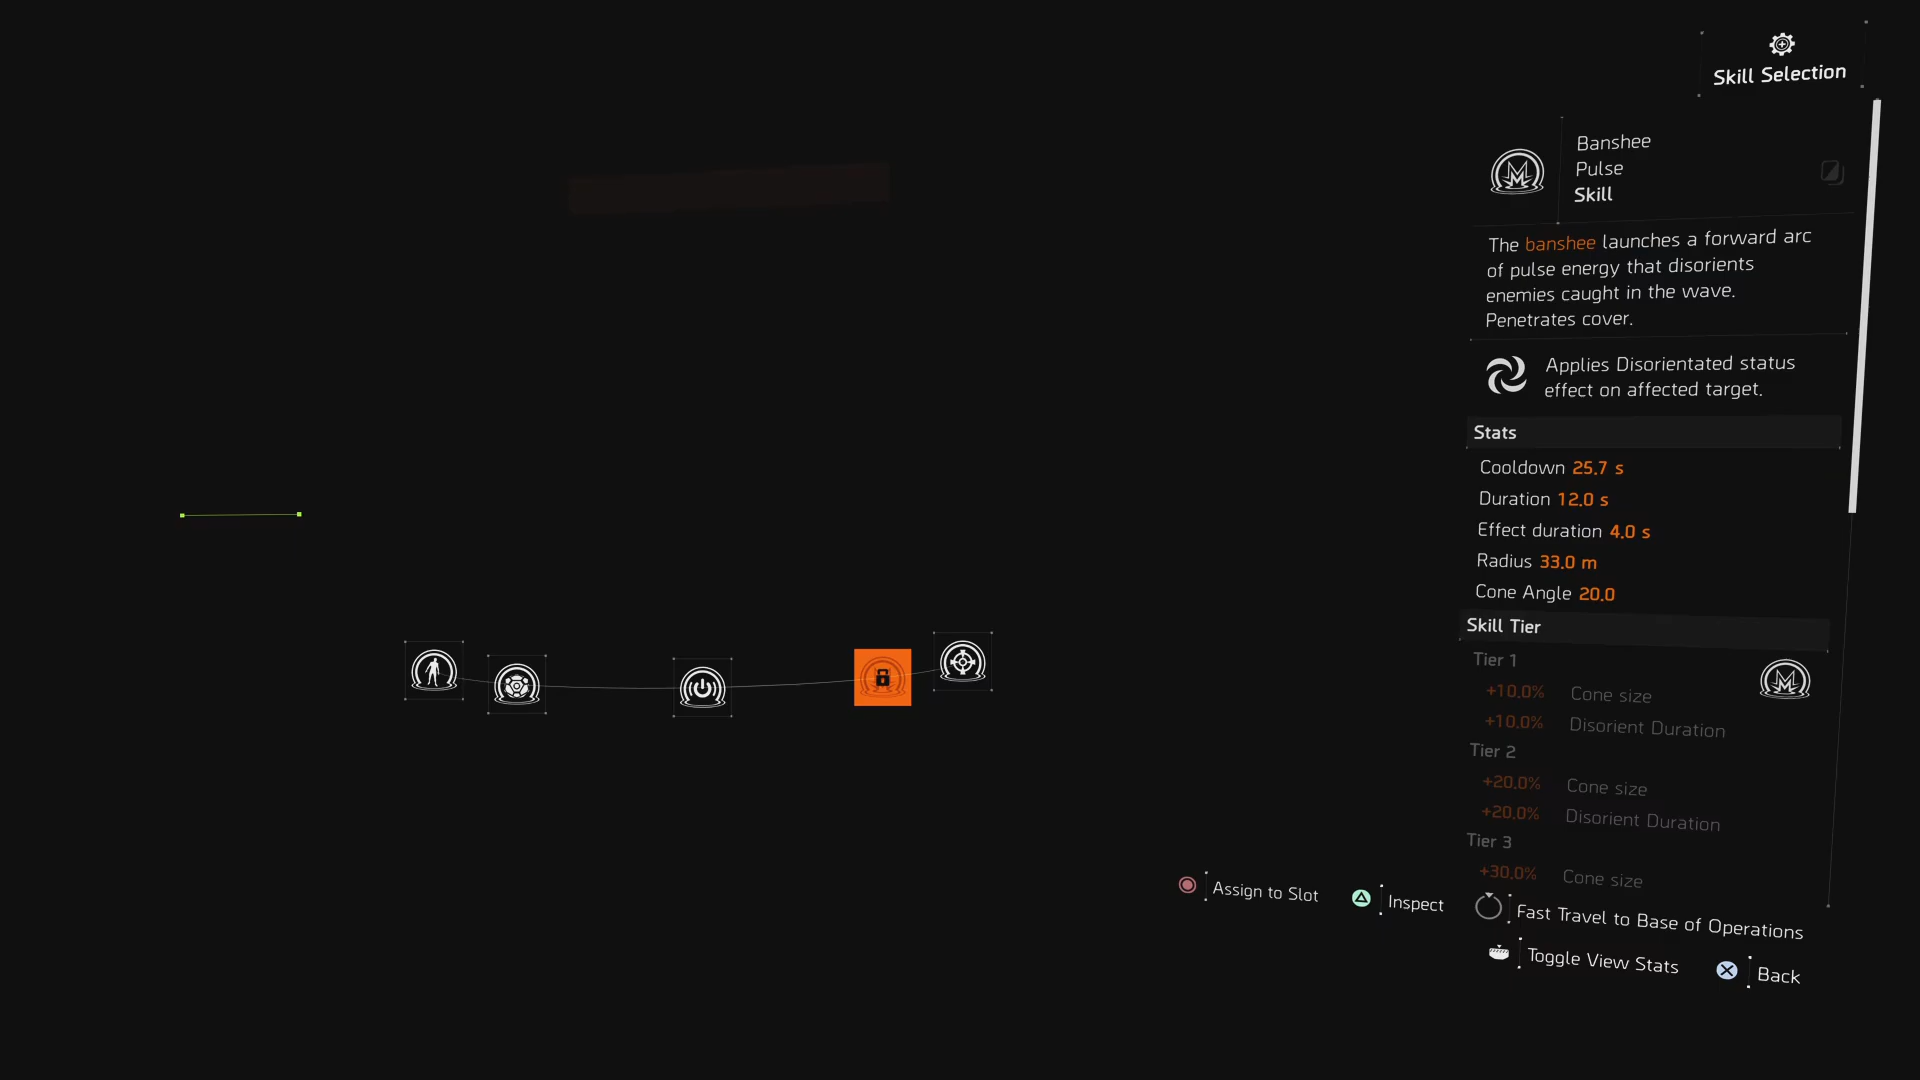 Skill Selection
Banshee
Pulse
Skill
The banshee launches a forward arc
of pulse energy that disorients
enemies caught in the wave.
Penetrates cover.
Applies Disorientated status
effect on affected target.
Stats
Cooldown 25.7 s
Duration 12.0 s
Effect duration 4.0 s
Radius 33.0 m
Cone Angle 20.0
Skill Tier
Tier 1
+10.0% Cone size
+10.0% Disorient Duration
Tier 2
+20.0% Cone size
+20.0% Disorient Duration
Tier 3
+30.0% Cone size
Assign to Slot
Inspect
Fast Travel to Base of Operations
Toggle View Stats
Back